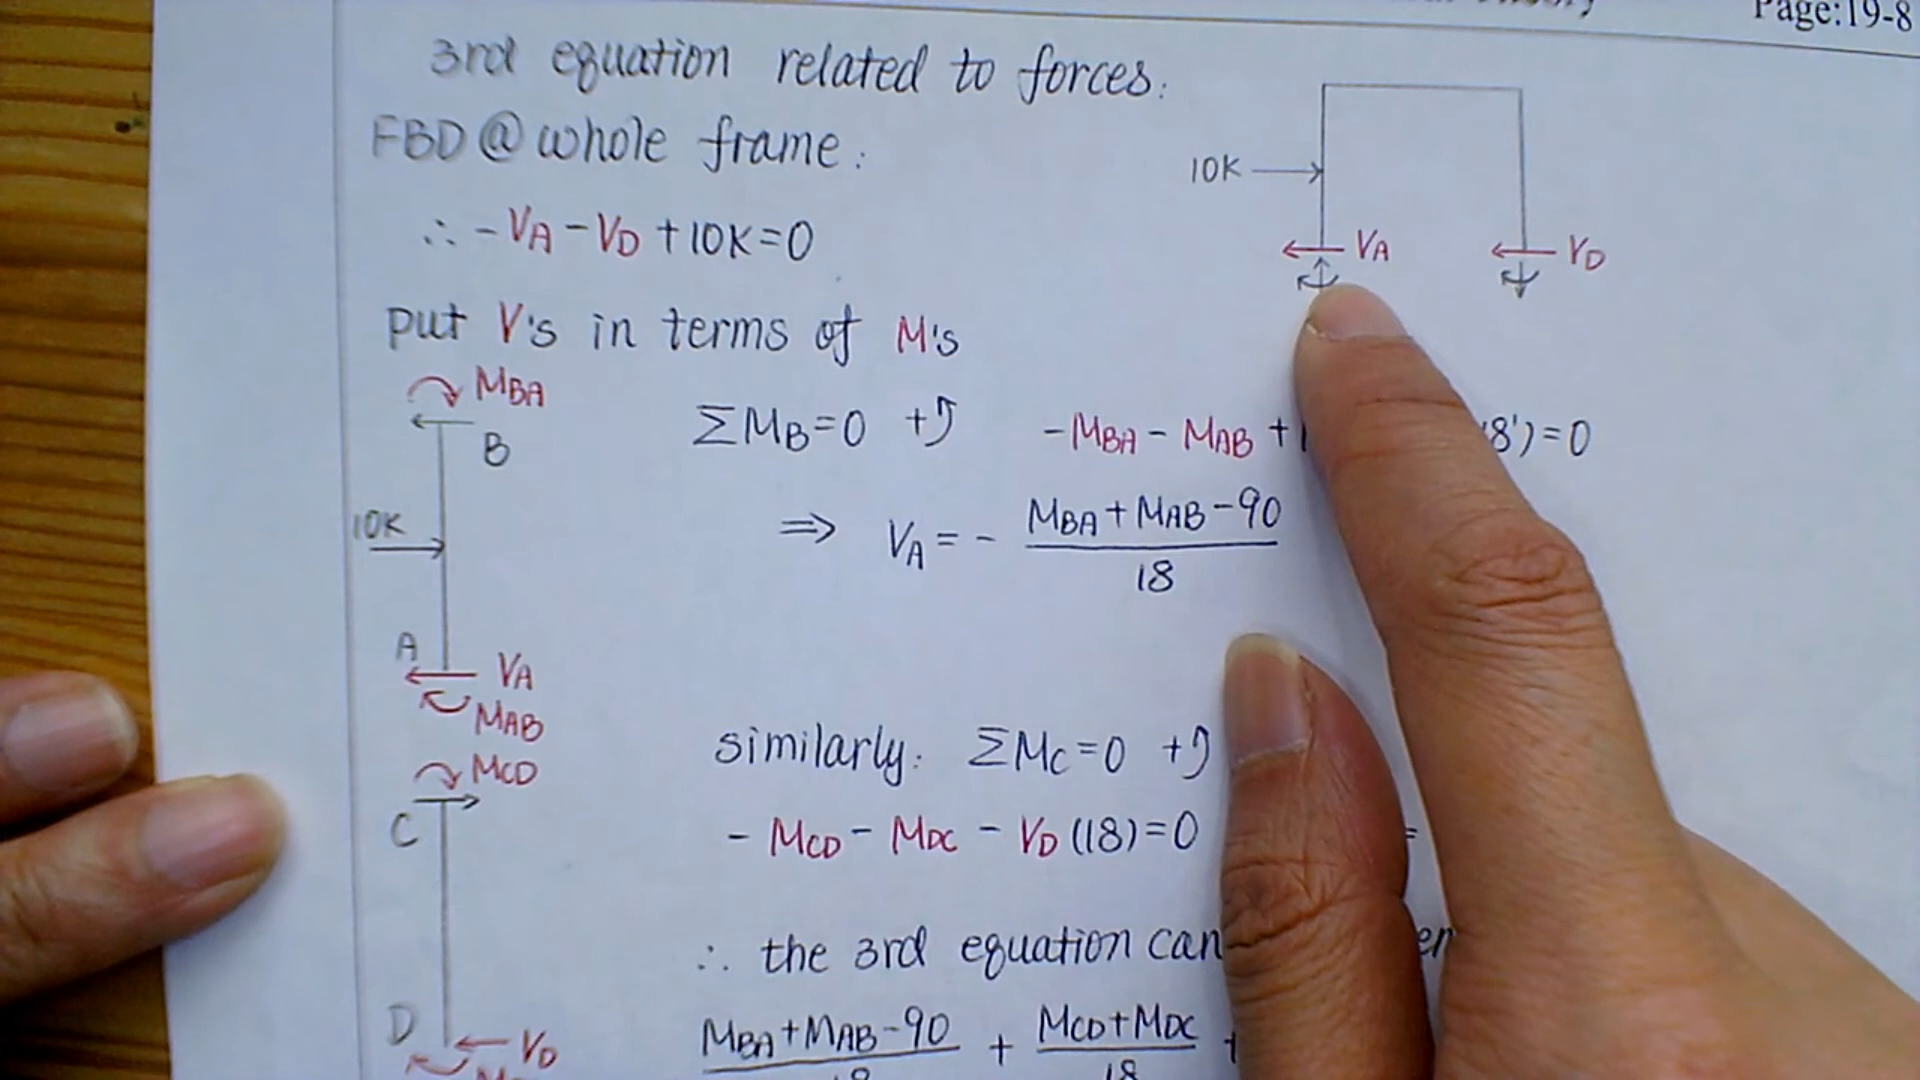 Page:19-8
3rd equation related to forces:
FBD @ whole frame:
10K
∴ -VA - VD + 10K = 0
VA
VD
put V's in terms of M's
MBA
B
ΣMB = 0 +
-MBA - MAB +
8') = 0
⇒ VA = - (MBA + MAB - 90) / 18
10K
A
VA
MAB
similarly: ΣMC = 0 +
MCD
C
- MCD - MDC - VD (18) = 0
=
∴ the 3rd equation can
D
VD
MBA + MAB - 90 / 18 + MCD + MDC / 18 +